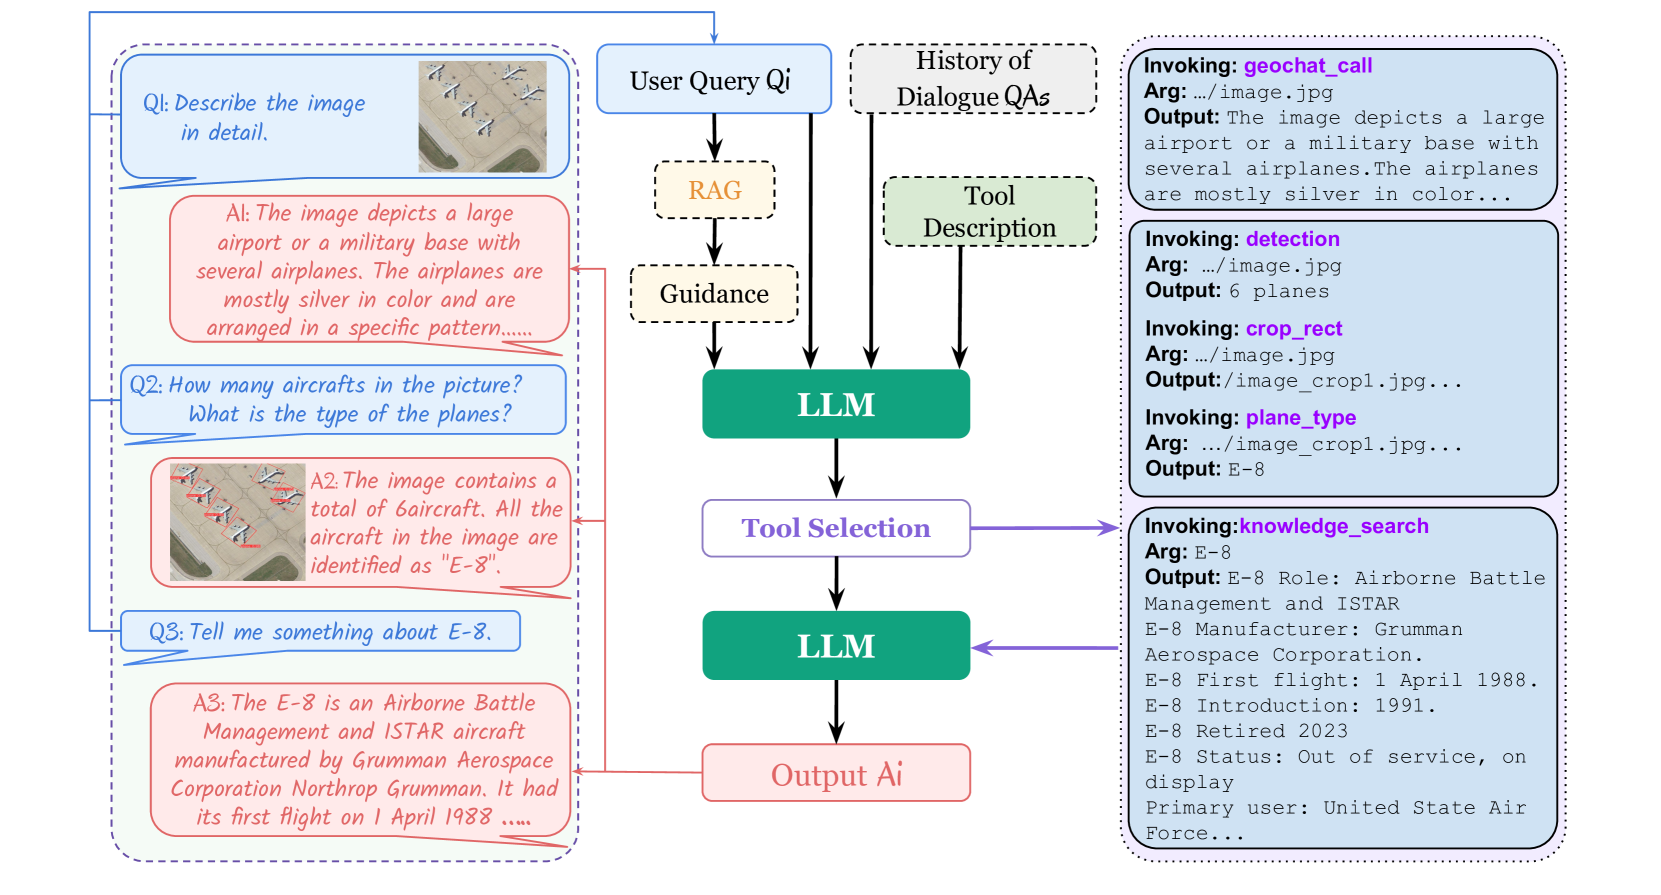 Q1: Describe the image
in detail.
A1: The image depicts a large
airport or a military base with
several airplanes. The airplanes are
mostly silver in color and are
arranged in a specific pattern......
Q2: How many aircrafts in the picture?
What is the type of the planes?
A2: The image contains a
total of 6aircraft. All the
aircraft in the image are
identified as "E-8".
Q3: Tell me something about E-8.
A3: The E-8 is an Airborne Battle
Management and ISTAR aircraft
manufactured by Grumman Aerospace
Corporation Northrop Grumman. It had
its first flight on 1 April 1988 .....
User Query Qi
History of
Dialogue QAs
RAG
Tool
Description
Guidance
LLM
Tool Selection
LLM
Output Ai
Invoking: geochat_call
Arg: .../image.jpg
Output: The image depicts a large
airport or a military base with
several airplanes.The airplanes
are mostly silver in color...
Invoking: detection
Arg: .../image.jpg
Output: 6 planes
Invoking: crop_rect
Arg: .../image.jpg
Output:/image_crop1.jpg...
Invoking: plane_type
Arg: .../image_crop1.jpg...
Output: E-8
Invoking:knowledge_search
Arg: E-8
Output: E-8 Role: Airborne Battle
Management and ISTAR
E-8 Manufacturer: Grumman
Aerospace Corporation.
E-8 First flight: 1 April 1988.
E-8 Introduction: 1991.
E-8 Retired 2023
E-8 Status: Out of service, on
display
Primary user: United State Air
Force...